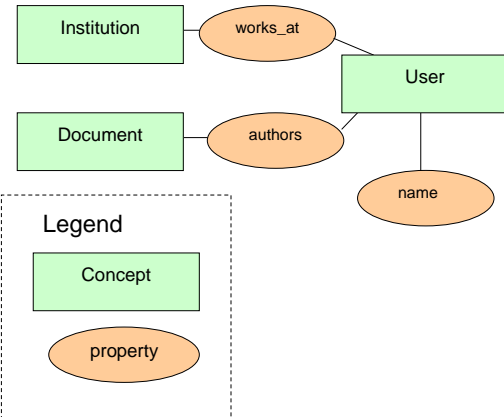 Institution
works_at
User
Document
authors
name
Legend
Concept
property